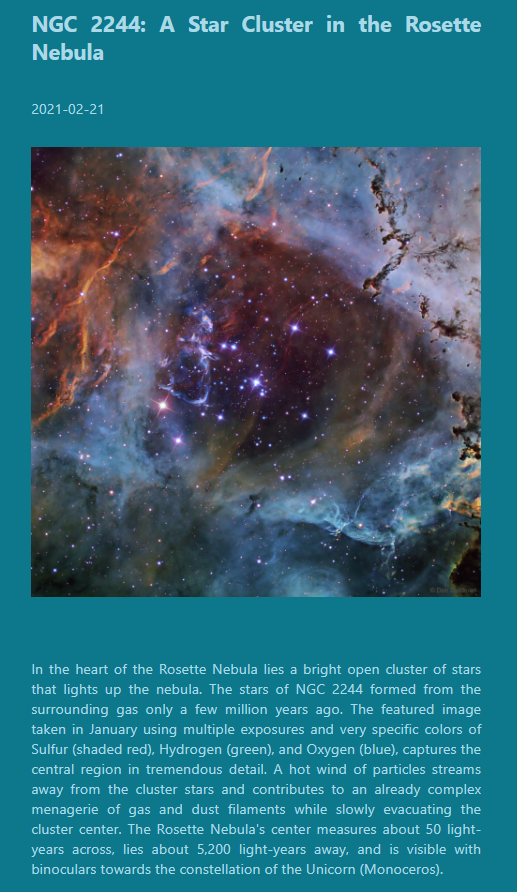 NGC 2244: A Star Cluster in the Rosette
Nebula
2021-02-21
In the heart of the Rosette Nebula lies a bright open cluster of stars
that lights up the nebula. The stars of NGC 2244 formed from the
surrounding gas only a few million years ago. The featured image
taken in January using multiple exposures and very specific colors of
Sulfur (shaded red), Hydrogen (green), and Oxygen (blue), captures the
central region in tremendous detail. A hot wind of particles streams
away from the cluster stars and contributes to an already complex
menagerie of gas and dust filaments while slowly evacuating the
cluster center. The Rosette Nebula's center measures about 50 light-
years across, lies about 5,200 light-years away, and is visible with
binoculars towards the constellation of the Unicorn (Monoceros).